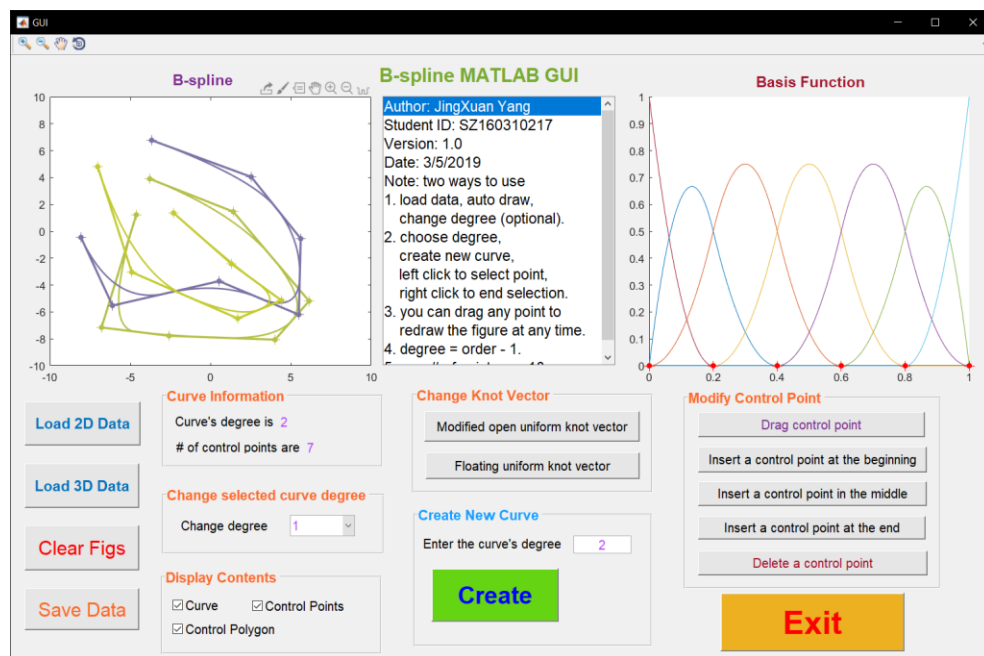 GUI
B-spline
B-spline MATLAB GUI
Basis Function
10
8
6
4
2
0
-2
-4
-6
-8
-10
-10
-5
0
5
10
Author: JingXuan Yang
Student ID: SZ160310217
Version: 1.0
Date: 3/5/2019
Note: two ways to use
1. load data, auto draw,
change degree (optional).
2. choose degree,
create new curve,
left click to select point,
right click to end selection.
3. you can drag any point to
redraw the figure at any time.
4. degree = order - 1.
1
0.9
0.8
0.7
0.6
0.5
0.4
0.3
0.2
0.1
0
0
0.2
0.4
0.6
0.8
1
Load 2D Data
Load 3D Data
Clear Figs
Save Data
Curve Information
Curve's degree is 2
# of control points are 7
Change selected curve degree
Change degree 1
Display Contents
Curve
Control Points
Control Polygon
Change Knot Vector
Modified open uniform knot vector
Floating uniform knot vector
Create New Curve
Enter the curve's degree 2
Create
Modify Control Point
Drag control point
Insert a control point at the beginning
Insert a control point in the middle
Insert a control point at the end
Delete a control point
Exit